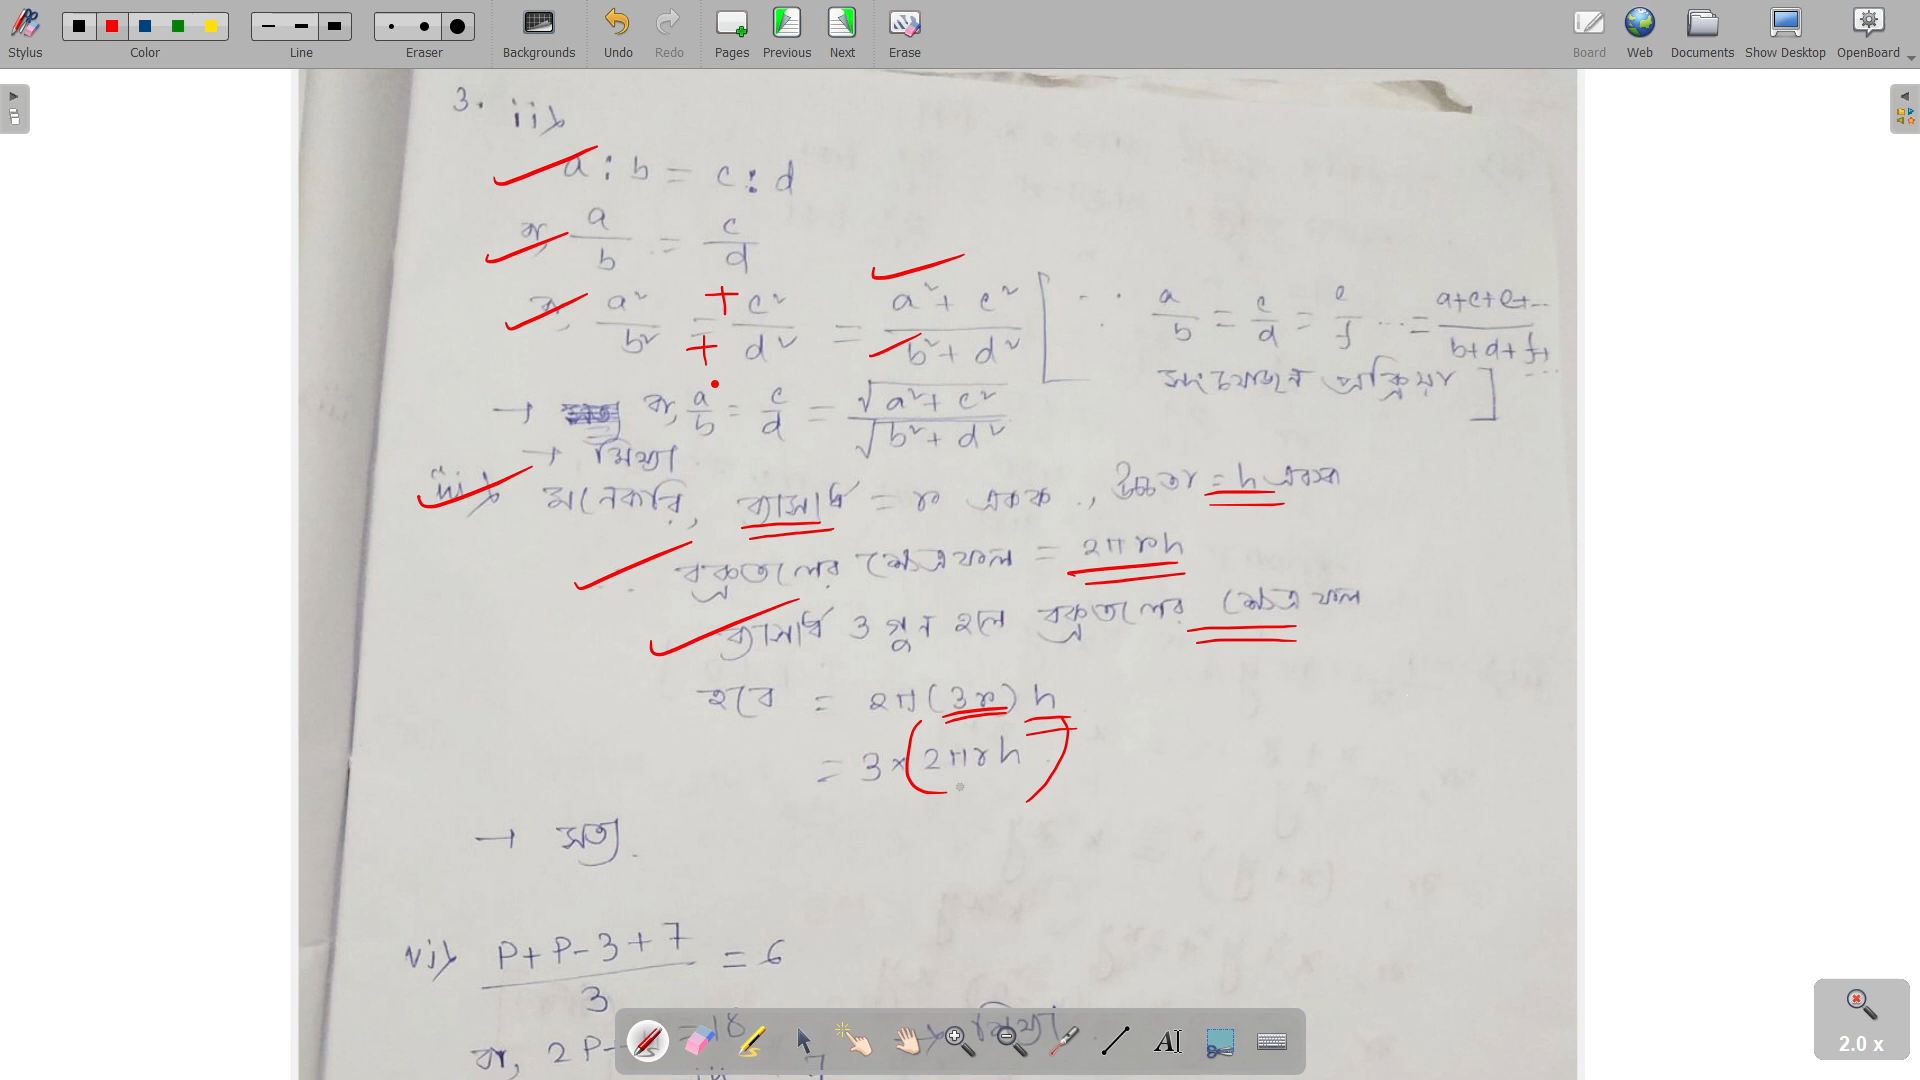 Stylus Color Line Eraser Backgrounds Undo Redo Pages Previous Next Erase Board Web Documents Show Desktop OpenBoard
3. ii)
a : b = c : d
বা, a/b = c/d
বা, a²/b² = c²/d² = (a² + c²)/(b² + d²) [ ∵ a/b = c/d = e/f ... = (a+c+e+...)/(b+d+f+...)
সংযোজন প্রক্রিয়ায় ]
→ বা, a/b = c/d = √(a² + c²)/√(b² + d²)
→ মিথ্যা
iii) মনেকরি, ব্যাসার্ধ = r একক, উচ্চতা = h একক
বক্রতলের ক্ষেত্রফল = 2πrh
ব্যাসার্ধ 3 গুন হলে বক্রতলের ক্ষেত্রফল
হবে = 2π(3r) h
= 3 × (2πrh)
→ সত্য.
vi) (P + P - 3 + 7)/3 = 6
বা, 2P = 18 মিথ্যা
2.0 x